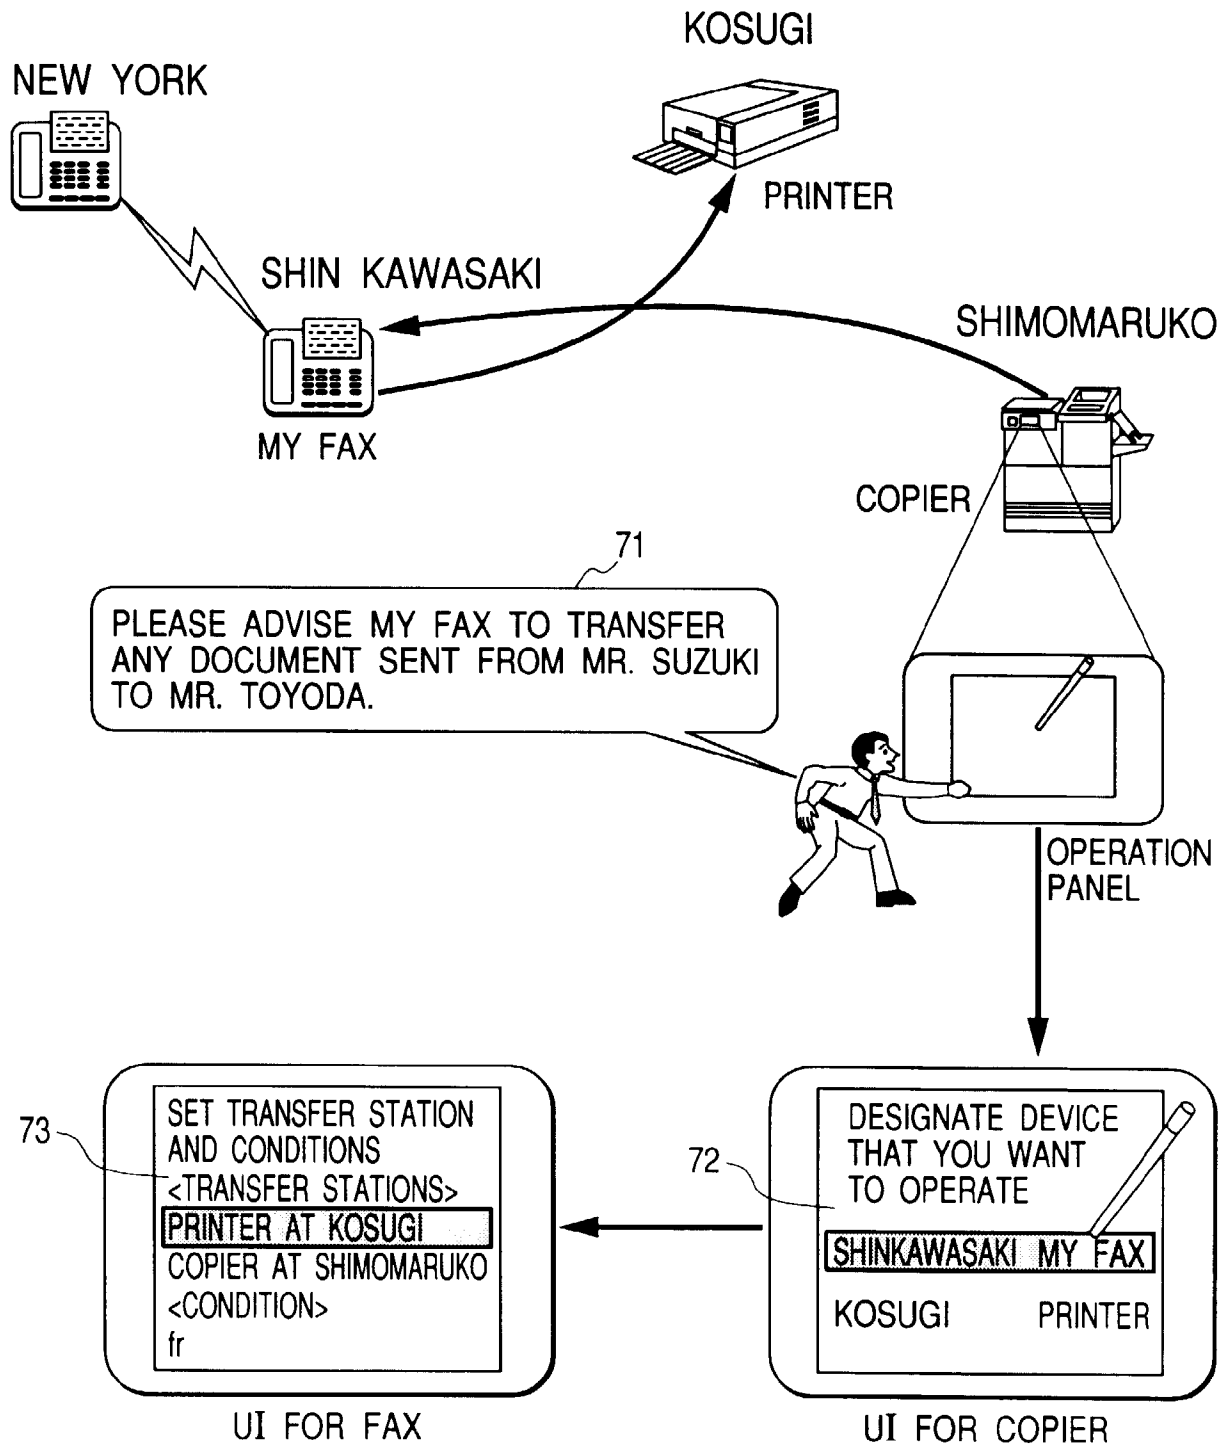 KOSUGI
NEW YORK
PRINTER
SHIN KAWASAKI
SHIMOMARUKO
MY FAX
COPIER
71
PLEASE ADVISE MY FAX TO TRANSFER
ANY DOCUMENT SENT FROM MR. SUZUKI
TO MR. TOYODA.
OPERATION
PANEL
73
SET TRANSFER STATION
AND CONDITIONS
<TRANSFER STATIONS>
PRINTER AT KOSUGI
COPIER AT SHIMOMARUKO
<CONDITION>
fr
UI FOR FAX
72
DESIGNATE DEVICE
THAT YOU WANT
TO OPERATE
SHINKAWASAKI MY FAX
KOSUGI PRINTER
UI FOR COPIER